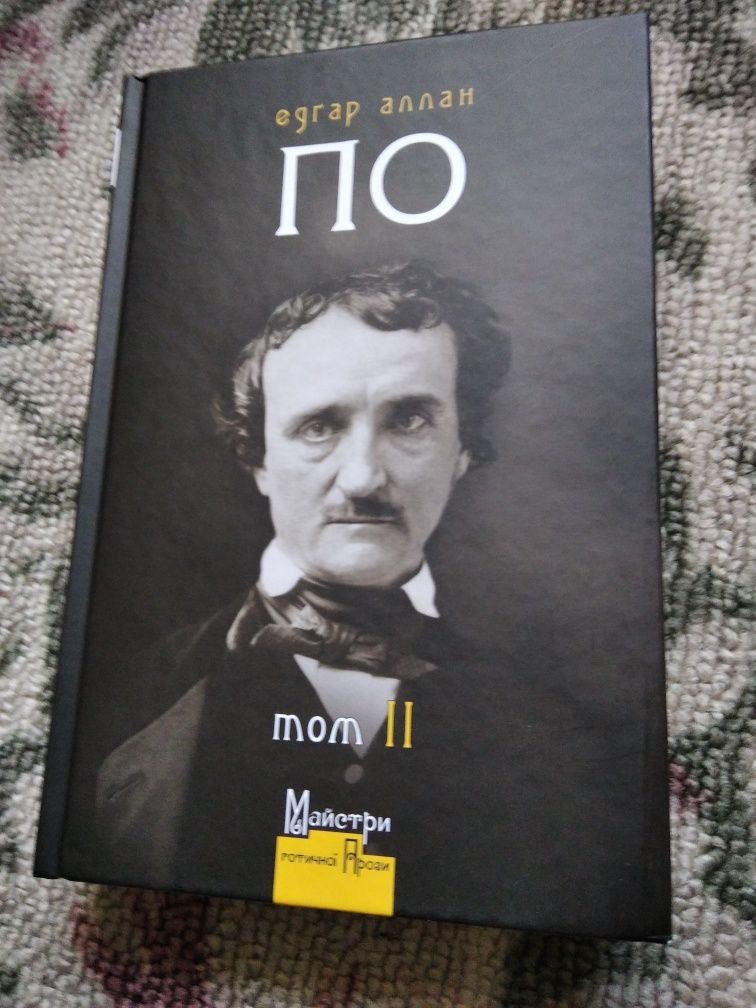 едгар аллан
ПО
том II
Майстри
готичної Прози